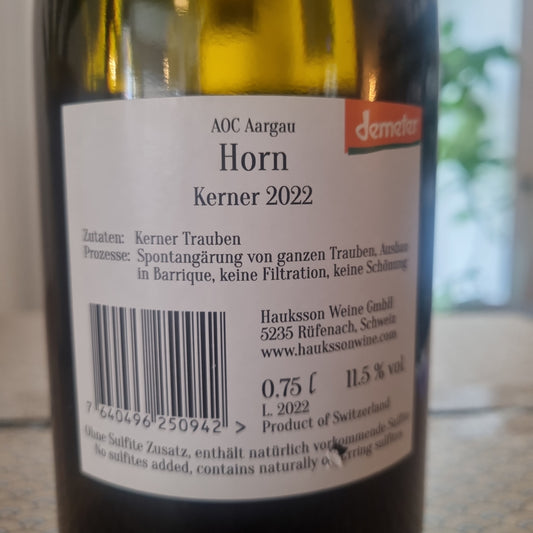 AOC Aargau
demeter
Horn
Kerner 2022
Zutaten: Kerner Trauben
Prozesse: Spontangärung von ganzen Trauben, Ausbau
in Barrique, keine Filtration, keine Schönung
Hauksson Weine GmbH
5235 Rüfenach, Schweiz
www.haukssonwine.com
0.75 l 11.5 % vol
L. 2022
Product of Switzerland
7 640496 250942 >
Ohne Sulfite Zusatz, enthält natürlich vorkommende Sulfite
No sulfites added, contains naturally sulfites